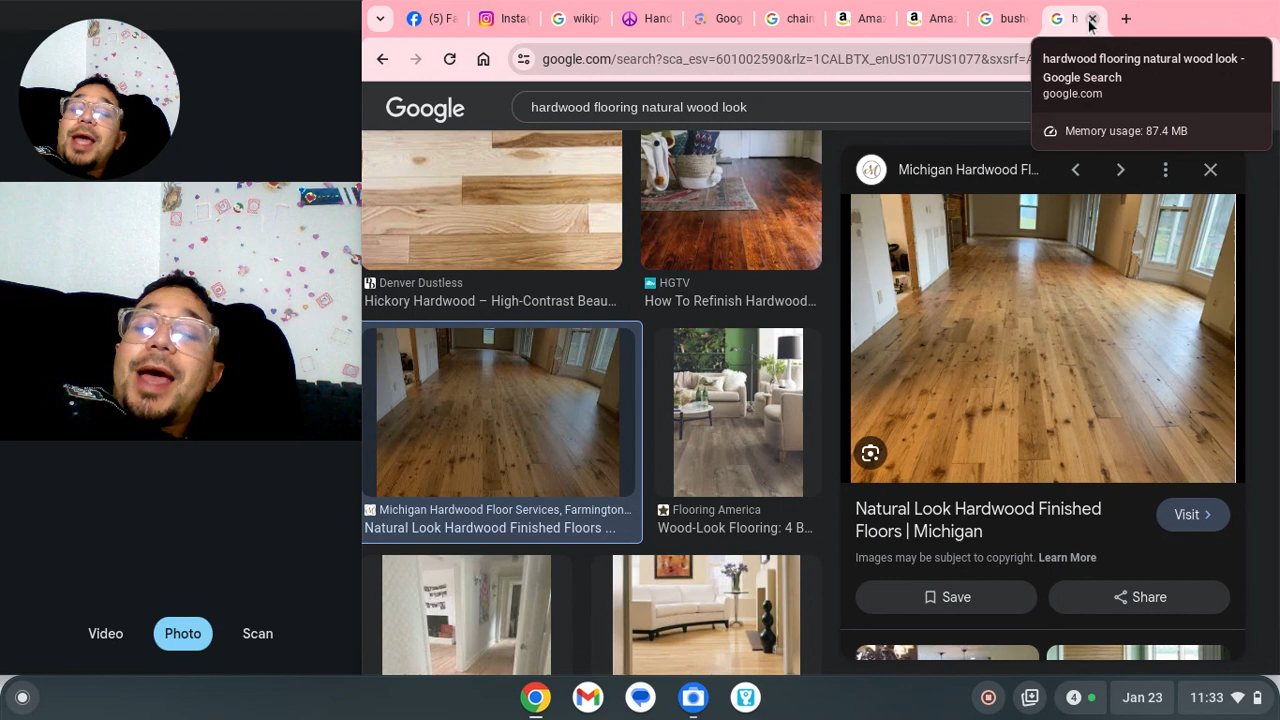 (5) Fa
Insta
wikip
Hand
Goog
chain
Ama
Ama
bush
h
google.com/search?sca_esv=601002590&rlz=1CALBTX_enUS1077US1077&sxsrf=A
hardwood flooring natural wood look -
Google Search
google.com
Memory usage: 87.4 MB
Google
hardwood flooring natural wood look
Denver Dustless
Hickory Hardwood – High-Contrast Beau...
HGTV
How To Refinish Hardwood...
Michigan Hardwood Floor Services, Farmington...
Natural Look Hardwood Finished Floors ...
Flooring America
Wood-Look Flooring: 4 B...
Michigan Hardwood Fl...
Natural Look Hardwood Finished
Floors | Michigan
Visit
Images may be subject to copyright. Learn More
Save
Share
Video
Photo
Scan
4
Jan 23
11:33